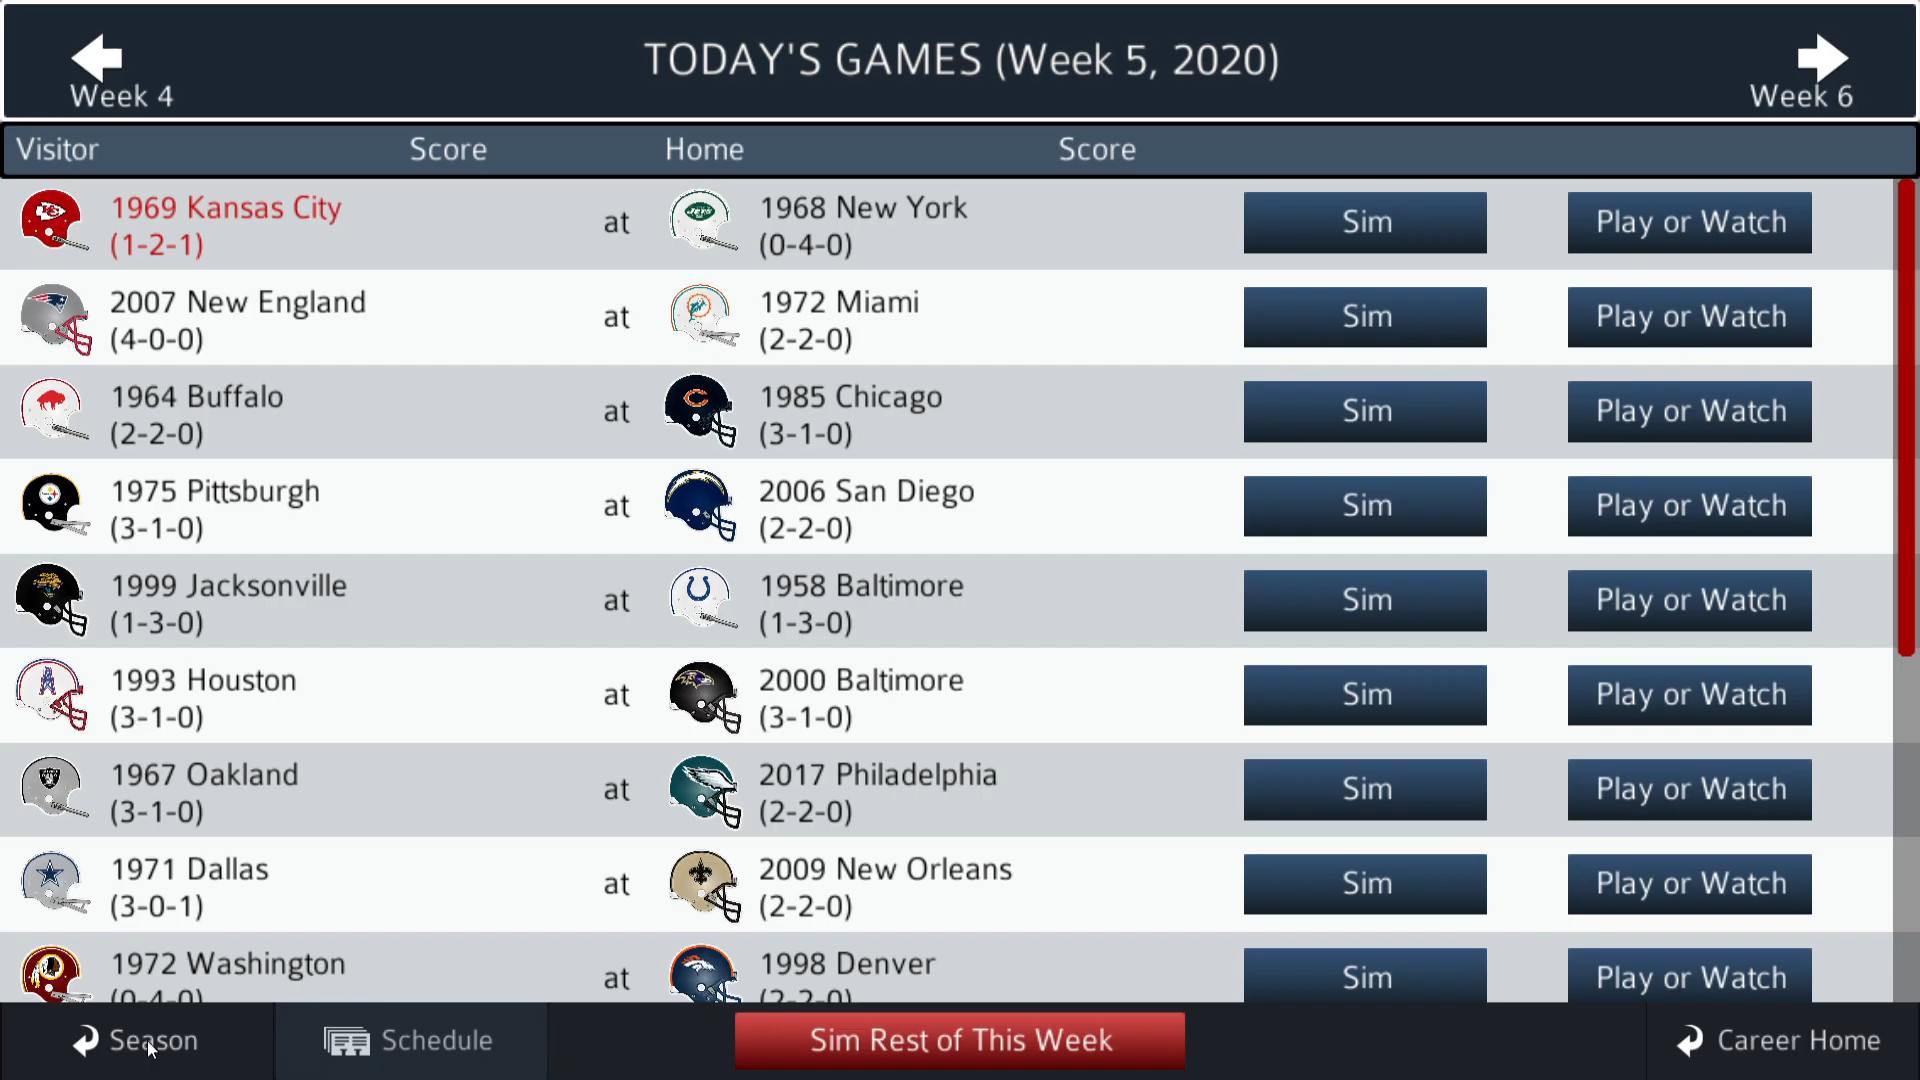 TODAY'S GAMES (Week 5, 2020)
Week 4
Week 6
Visitor Score Home Score
1969 Kansas City
(1-2-1)
at
1968 New York
(0-4-0)
Sim
Play or Watch
2007 New England
(4-0-0)
at
1972 Miami
(2-2-0)
Sim
Play or Watch
1964 Buffalo
(2-2-0)
at
1985 Chicago
(3-1-0)
Sim
Play or Watch
1975 Pittsburgh
(3-1-0)
at
2006 San Diego
(2-2-0)
Sim
Play or Watch
1999 Jacksonville
(1-3-0)
at
1958 Baltimore
(1-3-0)
Sim
Play or Watch
1993 Houston
(3-1-0)
at
2000 Baltimore
(3-1-0)
Sim
Play or Watch
1967 Oakland
(3-1-0)
at
2017 Philadelphia
(2-2-0)
Sim
Play or Watch
1971 Dallas
(3-0-1)
at
2009 New Orleans
(2-2-0)
Sim
Play or Watch
1972 Washington
(0-4-0)
at
1998 Denver
(2-2-0)
Sim
Play or Watch
Season
Schedule
Sim Rest of This Week
Career Home